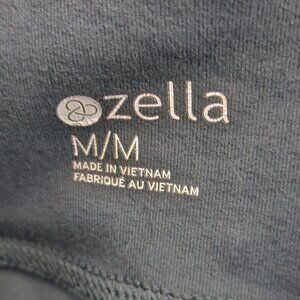 zella
M/M
MADE IN VIETNAM
FABRIQUÉ AU VIETNAM